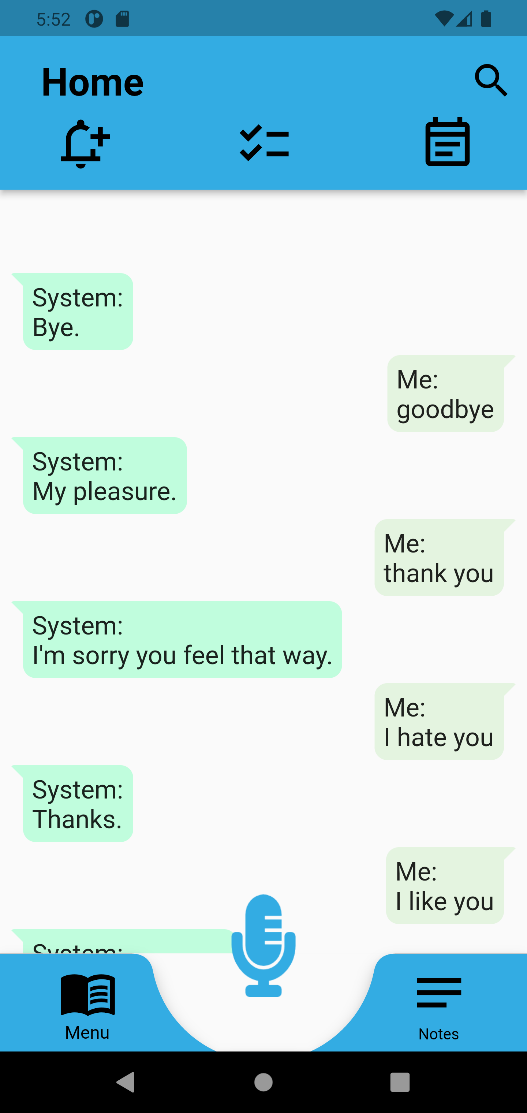 5:52
Home
System:
Bye.
Me:
goodbye
System:
My pleasure.
Me:
thank you
System:
I'm sorry you feel that way.
Me:
I hate you
System:
Thanks.
Me:
I like you
System:
Menu
Notes